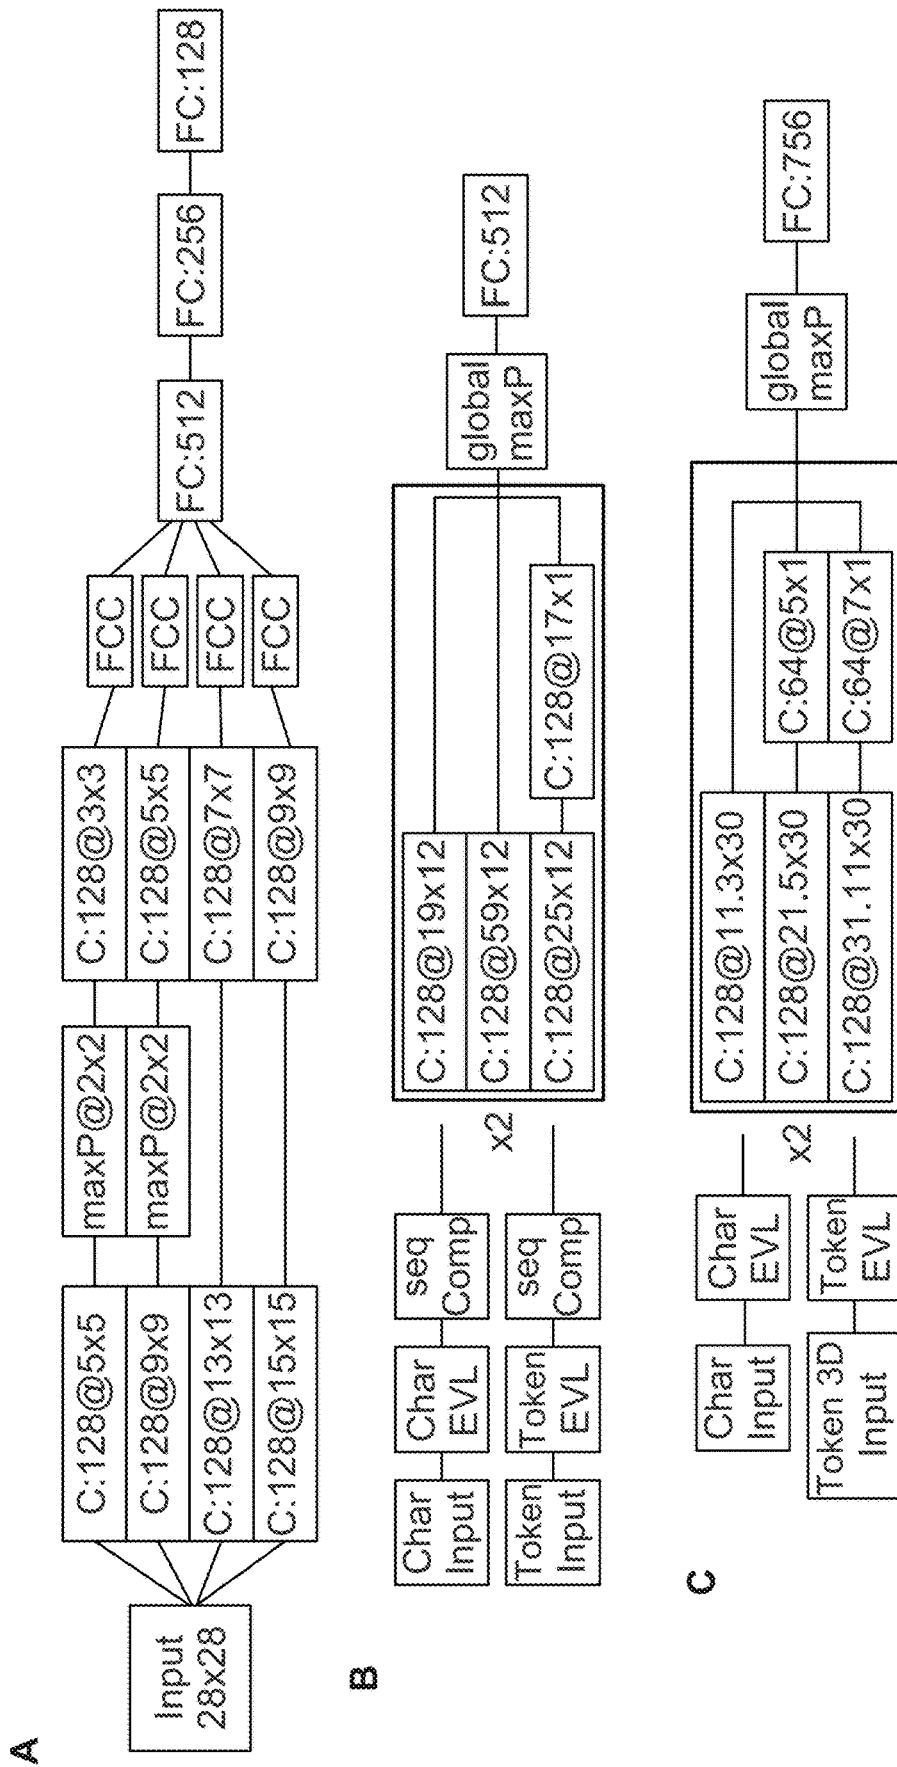 A
Input
28x28
C:128@5x5
C:128@9x9
C:128@13x13
C:128@15x15
maxP@2x2
maxP@2x2
C:128@3x3
C:128@5x5
C:128@7x7
C:128@9x9
FCC
FCC
FCC
FCC
FC:512
FC:256
FC:128
B
Char
Input
Char
EVL
seq
Comp
Token
Input
Token
EVL
seq
Comp
x2
C:128@19x12
C:128@59x12
C:128@25x12
C:128@17x1
global
maxP
FC:512
C
Char
Input
Char
EVL
Token 3D
Input
Token
EVL
x2
C:128@11.3x30
C:128@21.5x30
C:128@31.11x30
C:64@5x1
C:64@7x1
global
maxP
FC:756